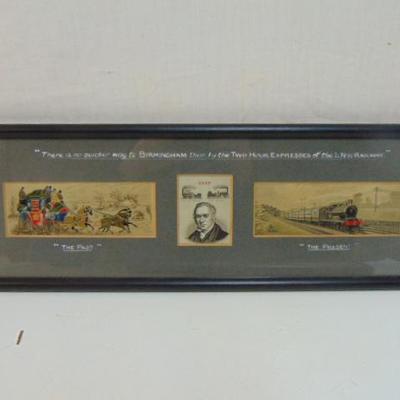 "There is no quicker way to BIRMINGHAM than by the TWO HOUR EXPRESSES of the L.N.W. RAILWAY"
"THE PAST"
"THE PRESENT"